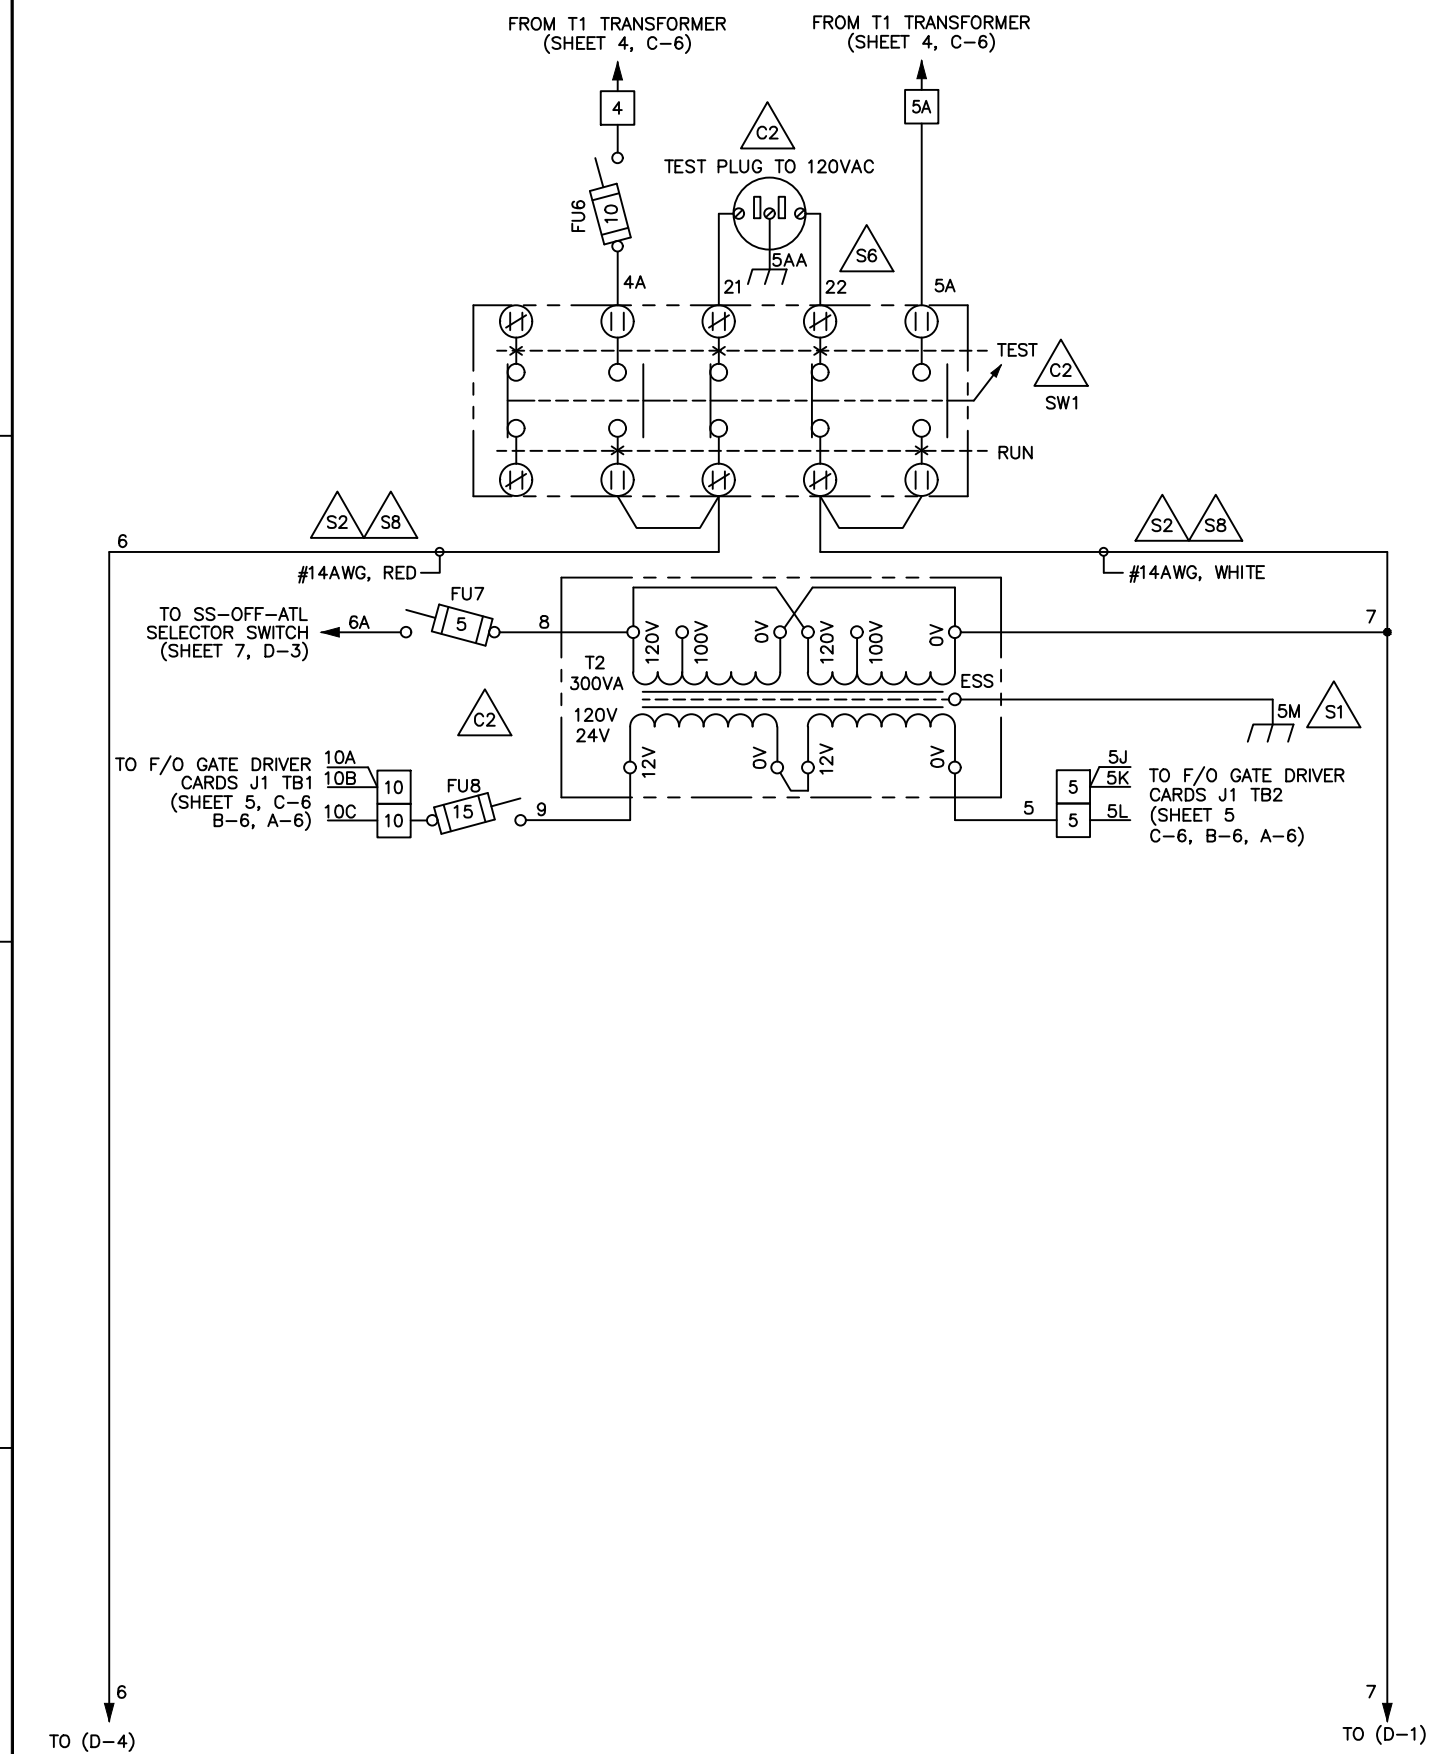 FROM T1 TRANSFORMER
(SHEET 4, C-6)
FROM T1 TRANSFORMER
(SHEET 4, C-6)
4
5A
C2
TEST PLUG TO 120VAC
FU6
10
5AA
S6
4A
21
22
5A
TEST
C2
SW1
RUN
S2
S8
S2
S8
6
#14AWG, RED
#14AWG, WHITE
TO SS-OFF-ATL
SELECTOR SWITCH
(SHEET 7, D-3)
6A
FU7
5
8
120V
100V
0V
120V
100V
0V
7
T2
300VA
120V
24V
ESS
5M
S1
C2
12V
0V
12V
0V
TO F/O GATE DRIVER
CARDS J1 TB1
(SHEET 5, C-6
B-6, A-6)
10A
10B
10C
10
10
FU8
15
9
5
5
5
5J
5K
5L
TO F/O GATE DRIVER
CARDS J1 TB2
(SHEET 5
C-6, B-6, A-6)
6
TO (D-4)
7
TO (D-1)